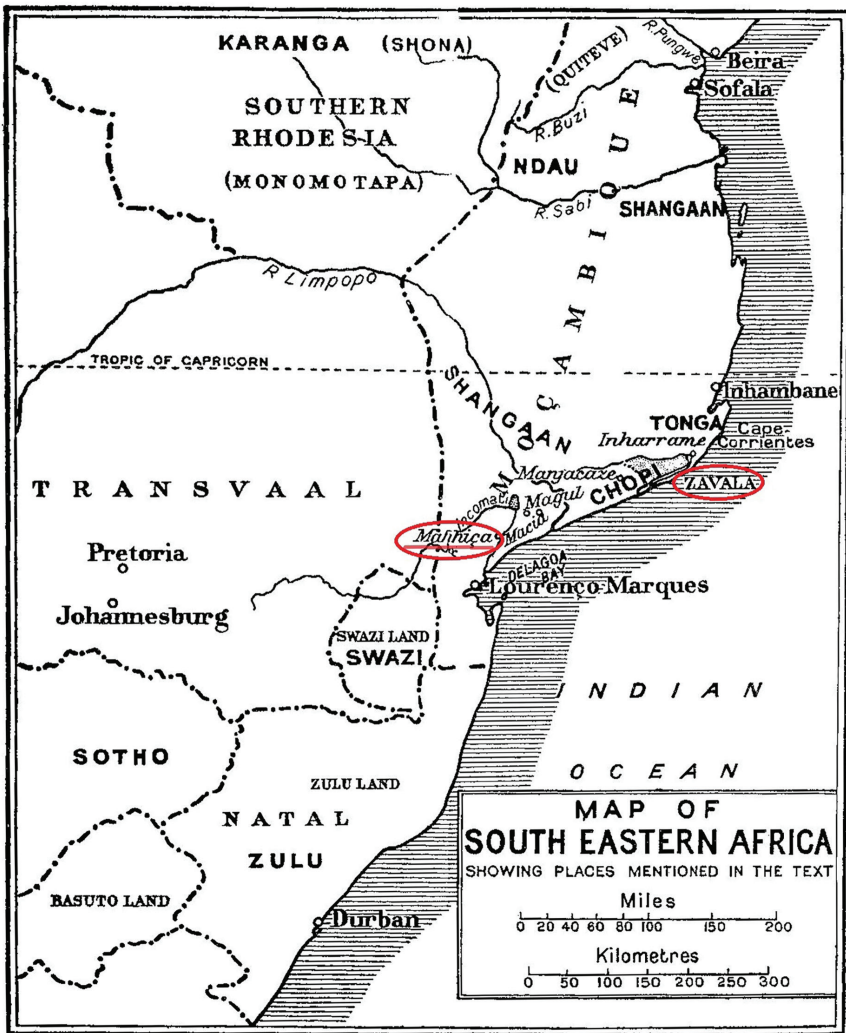 KARANGA (SHONA)
(QUITEVE)
R. Pungwe
Beira
Sofala
SOUTHERN
RHODESIA
(MONOMOTAPA)
R. Buzi
NDAU
R. Sabi
SHANGAAN
MOÇAMBIQUE
R. Limpopo
TROPIC OF CAPRICORN
SHANGAAN
Inhambane
TONGA
Cape
Corrientes
Inharrame
Manjacaze
CHOPI
ZAVALA
TRANSVAAL
Incomati
Magul
Macia
Manhiça
DELAGOA
BAY
Lourenço Marques
Pretoria
Johannesburg
SWAZI LAND
SWAZI
INDIAN
OCEAN
SOTHO
ZULU LAND
NATAL
ZULU
BASUTO LAND
Durban
MAP OF
SOUTH EASTERN AFRICA
SHOWING PLACES MENTIONED IN THE TEXT
Miles
0 20 40 60 80 100 150 200
Kilometres
0 50 100 150 200 250 300